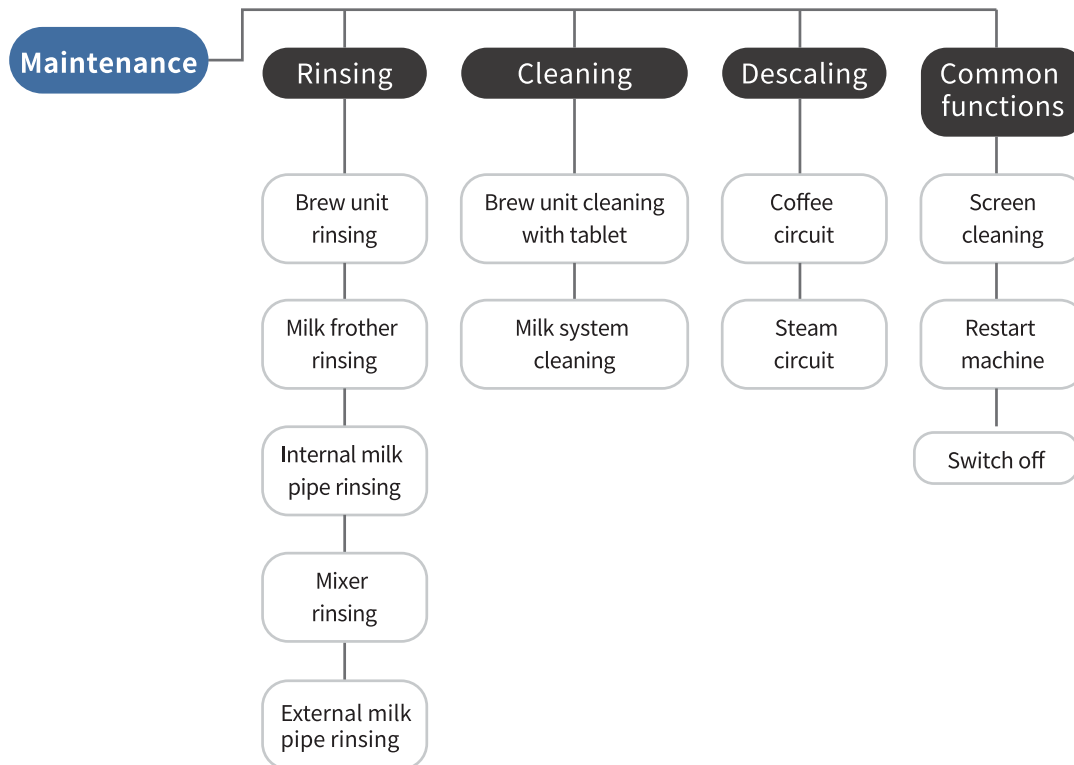 Maintenance
Rinsing
Brew unit
rinsing
Milk frother
rinsing
Internal milk
pipe rinsing
Mixer
rinsing
External milk
pipe rinsing
Cleaning
Brew unit cleaning
with tablet
Milk system
cleaning
Descaling
Coffee
circuit
Steam
circuit
Common
functions
Screen
cleaning
Restart
machine
Switch off